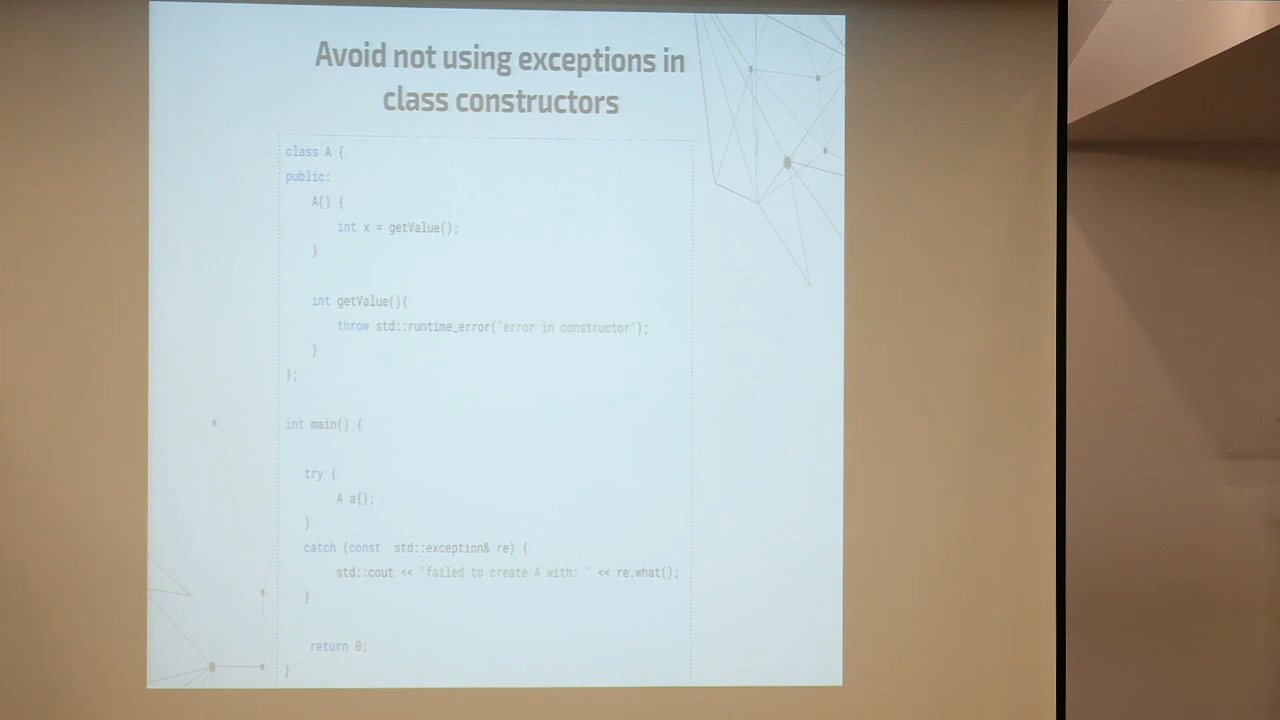 Avoid not using exceptions in
class constructors
class A {
public:
A() {
int x = getValue();
}
int getValue(){
throw std::runtime_error("error in constructor");
}
};
int main() {
try {
A a{};
}
catch (const std::exception& re) {
std::cout << "failed to create A with: " << re.what();
}
return 0;
}